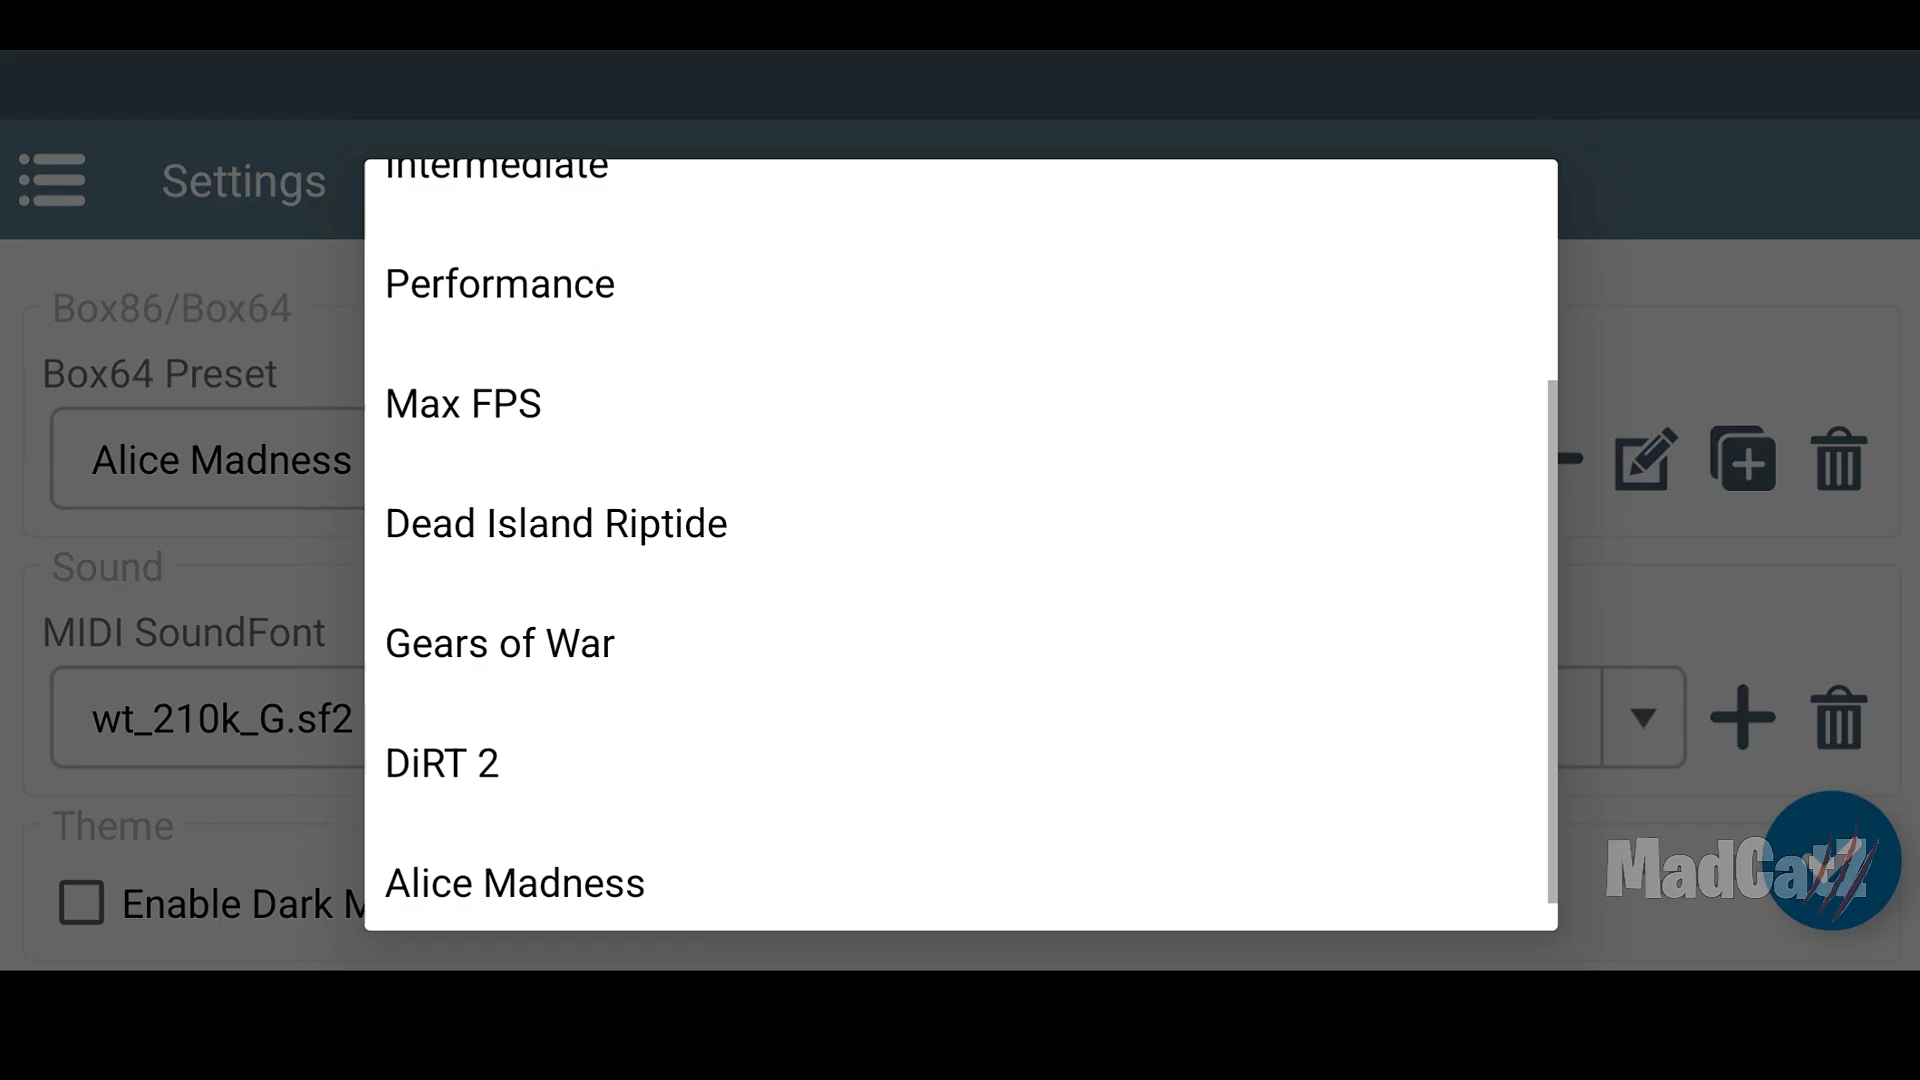 Settings
Intermediate
Performance
Max FPS
Dead Island Riptide
Gears of War
DiRT 2
Alice Madness
Box86/Box64
Box64 Preset
Alice Madness
Sound
MIDI SoundFont
wt_210k_G.sf2
Theme
Enable Dark M
MadCatZ